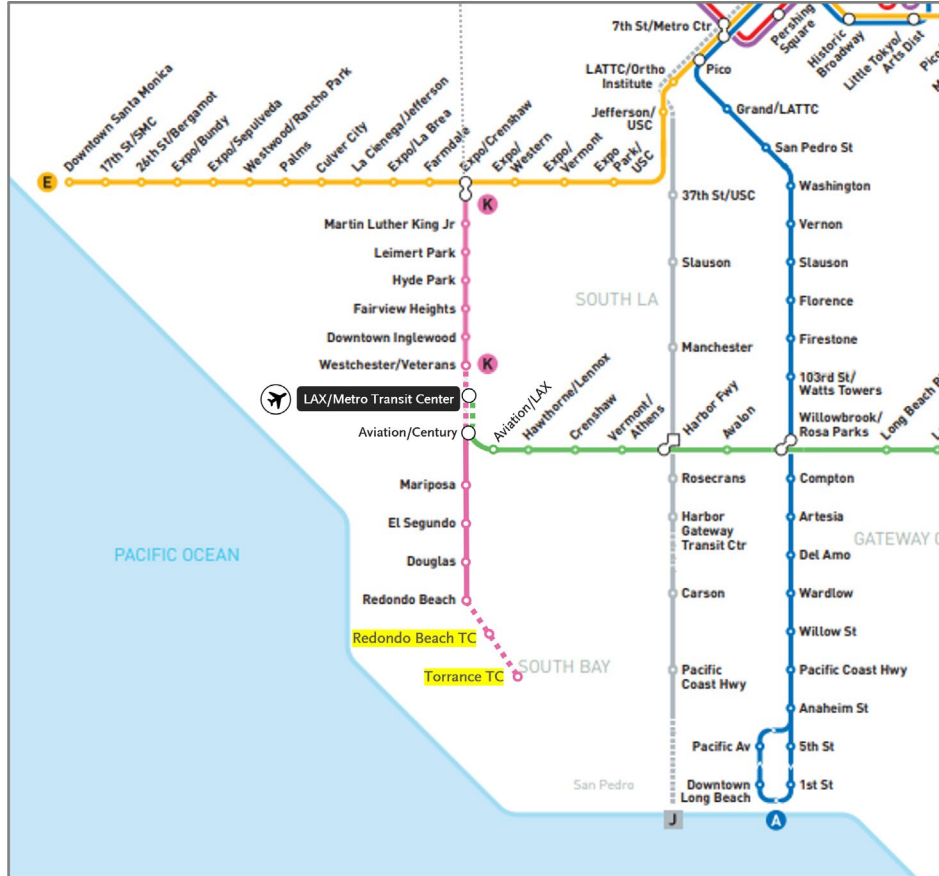 7th St/Metro Ctr
Pershing
Square
Historic
Broadway
Little Tokyo/
Arts Dist
Pico
LATTC/Ortho
Institute
Pico
Jefferson/
USC
Grand/LATTC
San Pedro St
Downtown Santa Monica
17th St/SMC
26th St/Bergamot
Expo/Bundy
Expo/Sepulveda
Westwood/Rancho Park
Palms
Culver City
La Cienega/Jefferson
Expo/La Brea
Farmdale
Expo/Crenshaw
Expo/
Western
Expo/
Vermont
Expo
Park/
USC
E
K
Washington
37th St/USC
Martin Luther King Jr
Vernon
Leimert Park
Slauson
Slauson
Hyde Park
SOUTH LA
Florence
Fairview Heights
Downtown Inglewood
Firestone
Manchester
Westchester/Veterans
K
103rd St/
Watts Towers
LAX/Metro Transit Center
Aviation/Century
Aviation/LAX
Hawthorne/Lennox
Crenshaw
Vermont/
Athens
Harbor Fwy
Avalon
Willowbrook/
Rosa Parks
Mariposa
Rosecrans
Compton
El Segundo
Harbor
Gateway
Transit Ctr
Artesia
GATEWAY
PACIFIC OCEAN
Douglas
Del Amo
Redondo Beach
Carson
Wardlow
Redondo Beach TC
Willow St
SOUTH BAY
Torrance TC
Pacific
Coast Hwy
Pacific Coast Hwy
Anaheim St
Pacific Av
5th St
San Pedro
Downtown
Long Beach
1st St
J
A